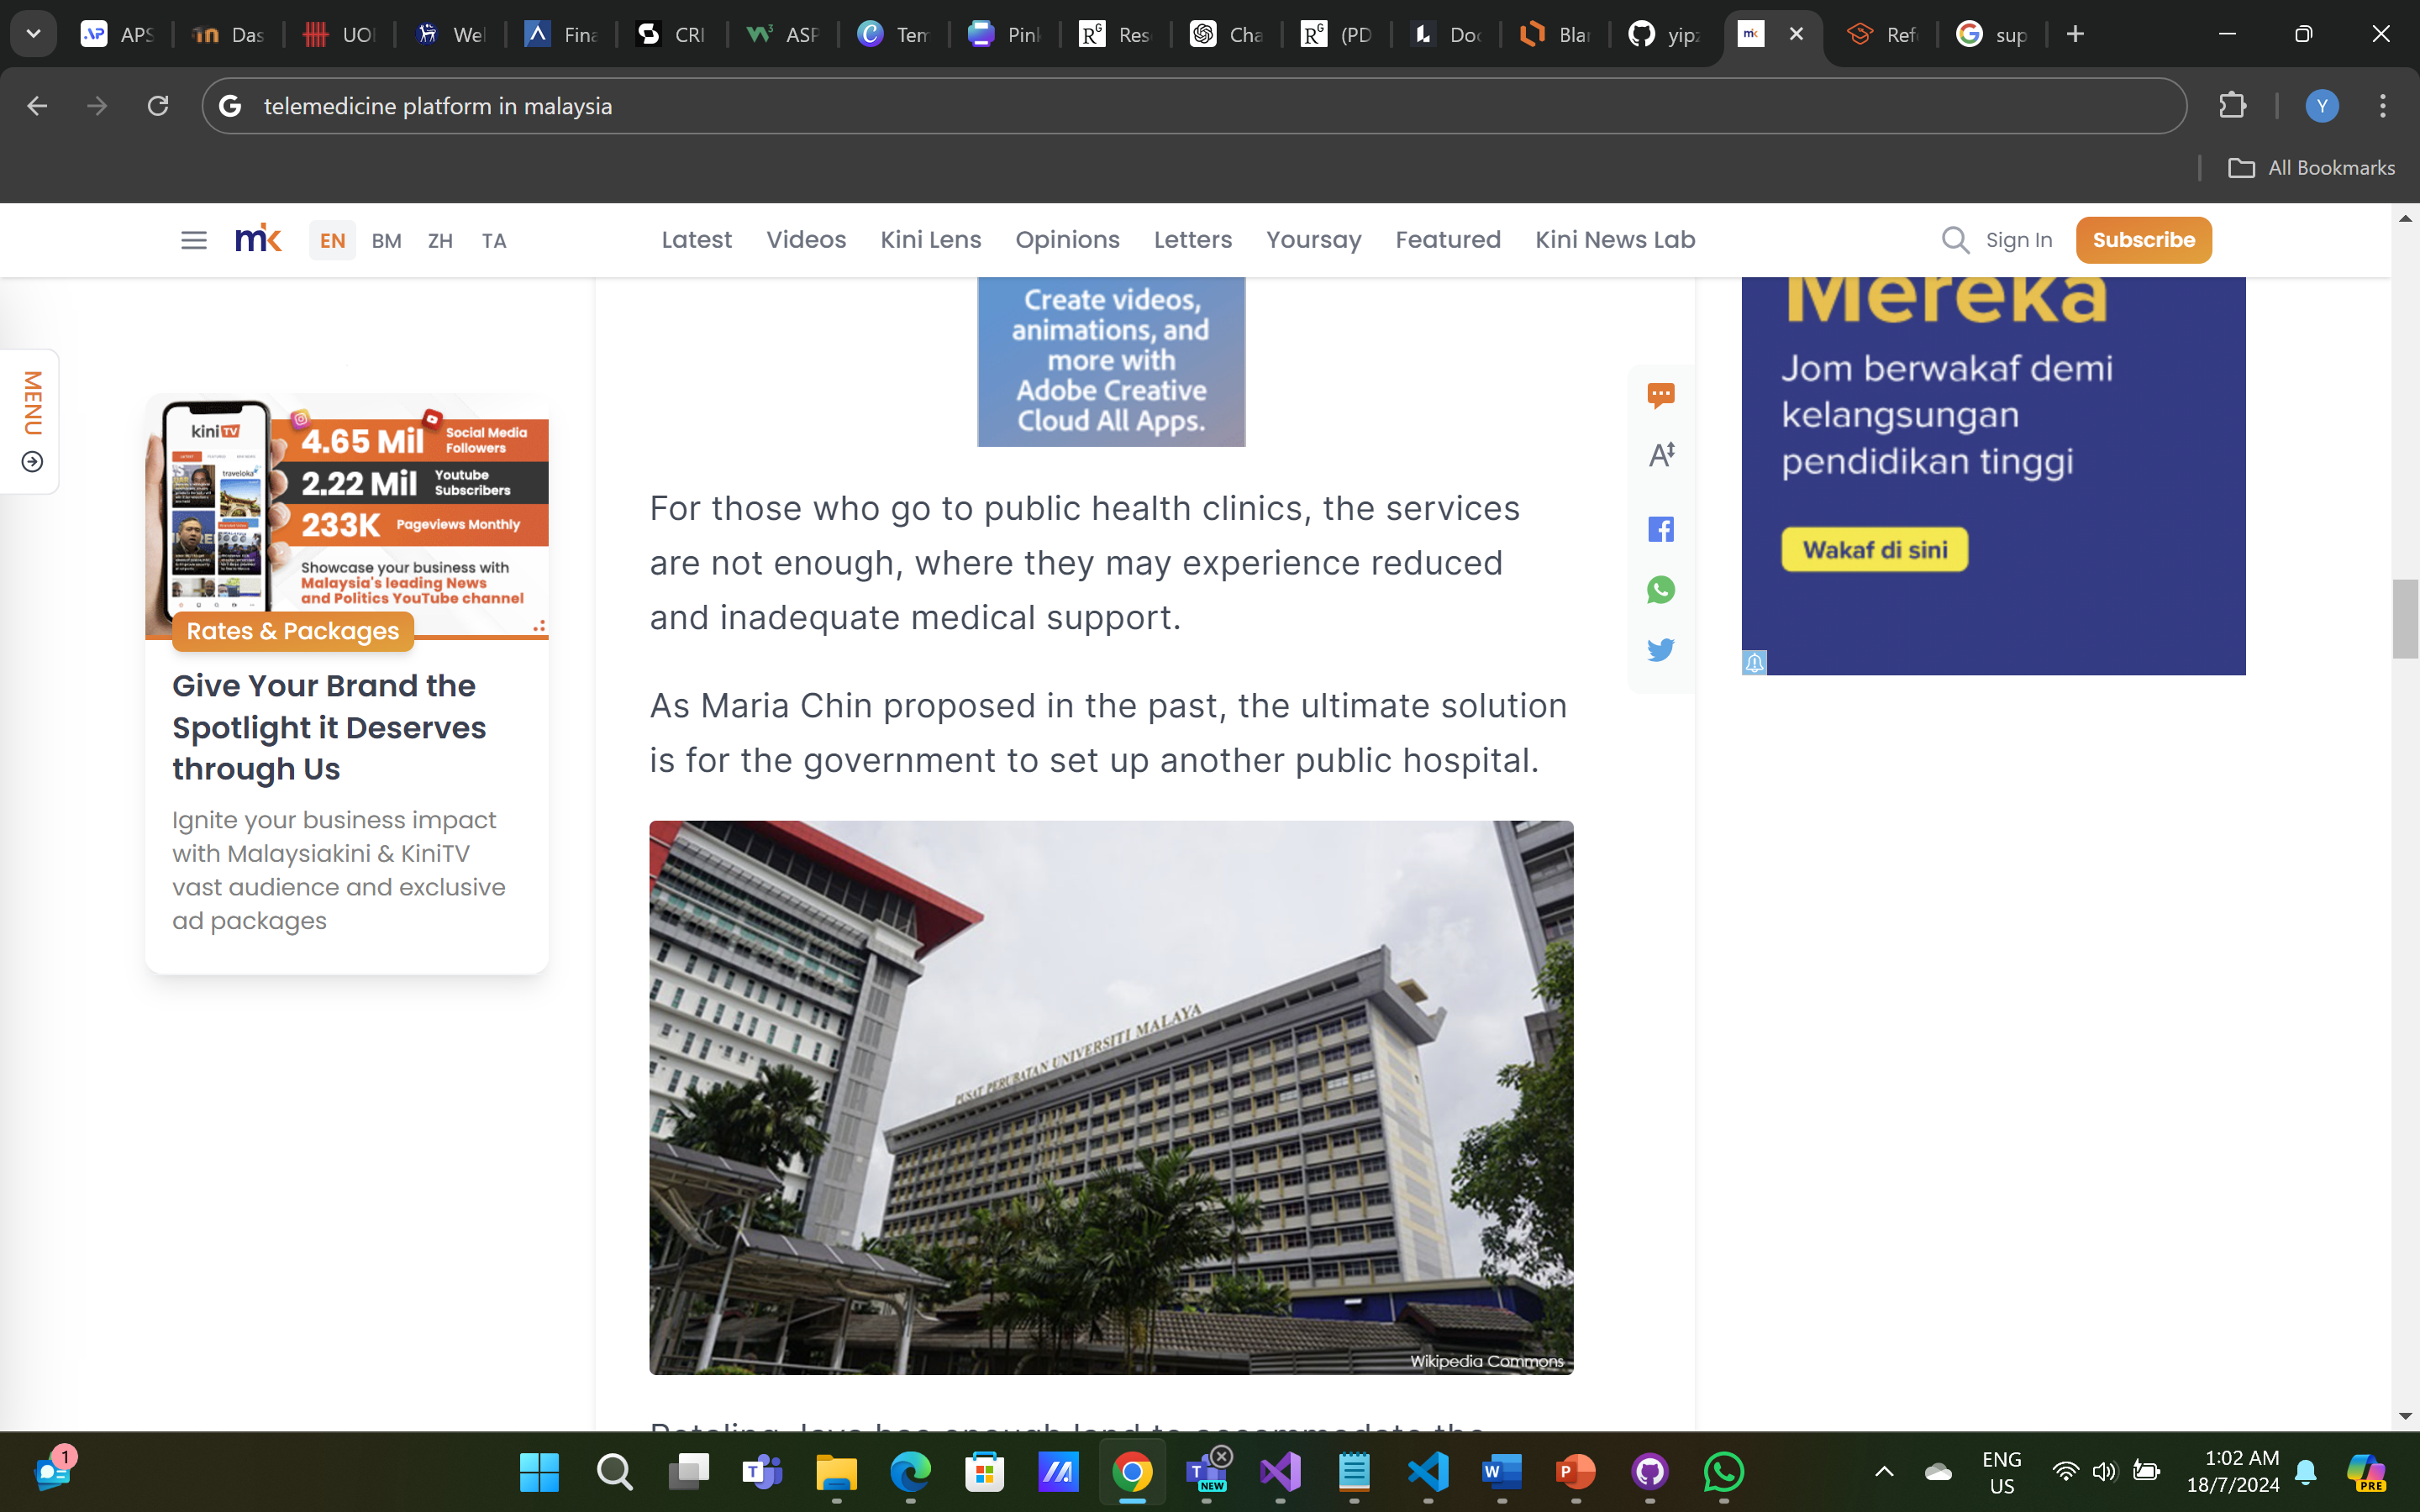 APS
Das
UOI
Wel
Fina
CRI
ASP
Tem
Pink
Res
Cha
(PD
Doc
Blar
yipz
Ref
sup
telemedicine platform in malaysia
Y
All Bookmarks
mk
EN BM ZH TA
Latest Videos Kini Lens Opinions Letters Yoursay Featured Kini News Lab
Sign In Subscribe
MENU
kini TV
4.65 Mil Social Media
Followers
2.22 Mil Youtube
Subscribers
233K Pageviews Monthly
Showcase your business with
Malaysia's leading News
and Politics YouTube channel
Rates & Packages
Give Your Brand the
Spotlight it Deserves
through Us
Ignite your business impact
with Malaysiakini & KiniTV
vast audience and exclusive
ad packages
Create videos,
animations, and
more with
Adobe Creative
Cloud All Apps.
For those who go to public health clinics, the services
are not enough, where they may experience reduced
and inadequate medical support.
As Maria Chin proposed in the past, the ultimate solution
is for the government to set up another public hospital.
PUSAT PERUBATAN UNIVERSITI MALAYA
Wikipedia Commons
Mereka
Jom berwakaf demi
kelangsungan
pendidikan tinggi
Wakaf di sini
1
NEW
ENG
US
1:02 AM
18/7/2024
PRE